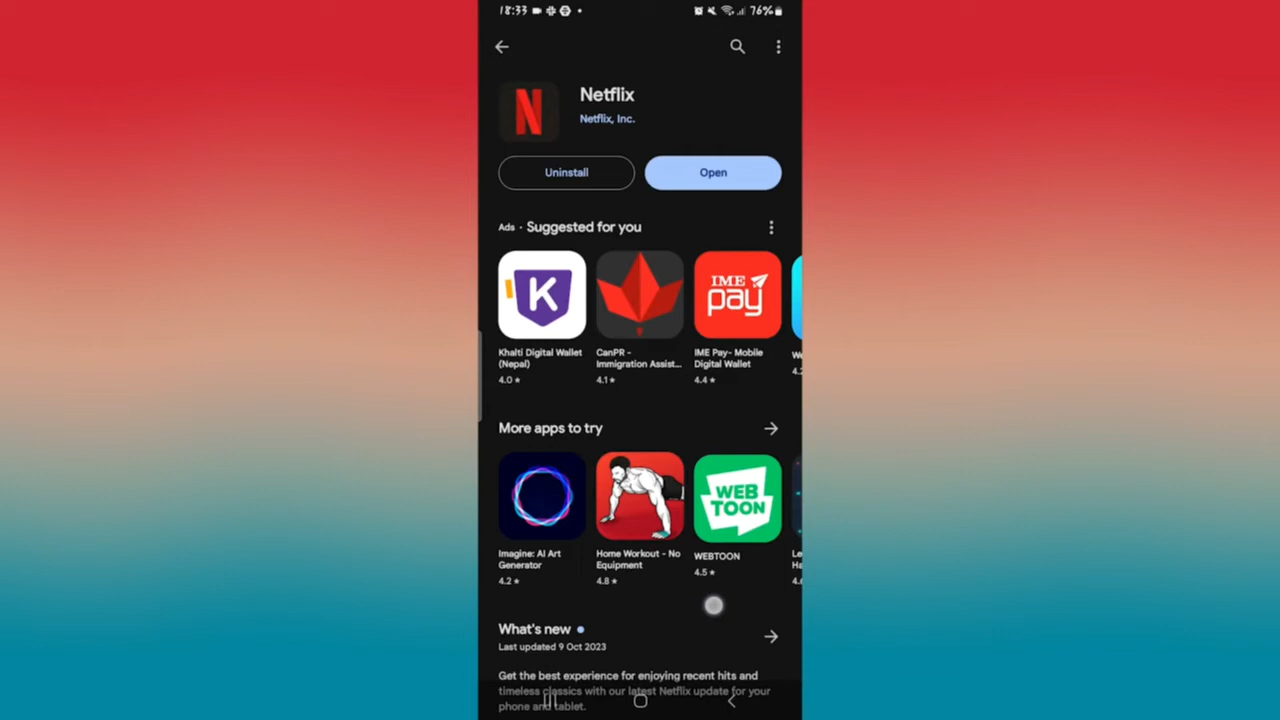 18:33 76%
Netflix
Netflix, Inc.
Uninstall Open
Ads · Suggested for you
K IME pay
Khalti Digital Wallet (Nepal) CanPR - Immigration Assist... IME Pay- Mobile Digital Wallet
4.0★ 4.1★ 4.4★
More apps to try
WEB TOON
Imagine: AI Art Generator Home Workout - No Equipment WEBTOON
4.2★ 4.8★ 4.5★
What's new
Last updated 9 Oct 2023
Get the best experience for enjoying recent hits and
timeless classics with our latest Netflix update for your
phone and tablet.